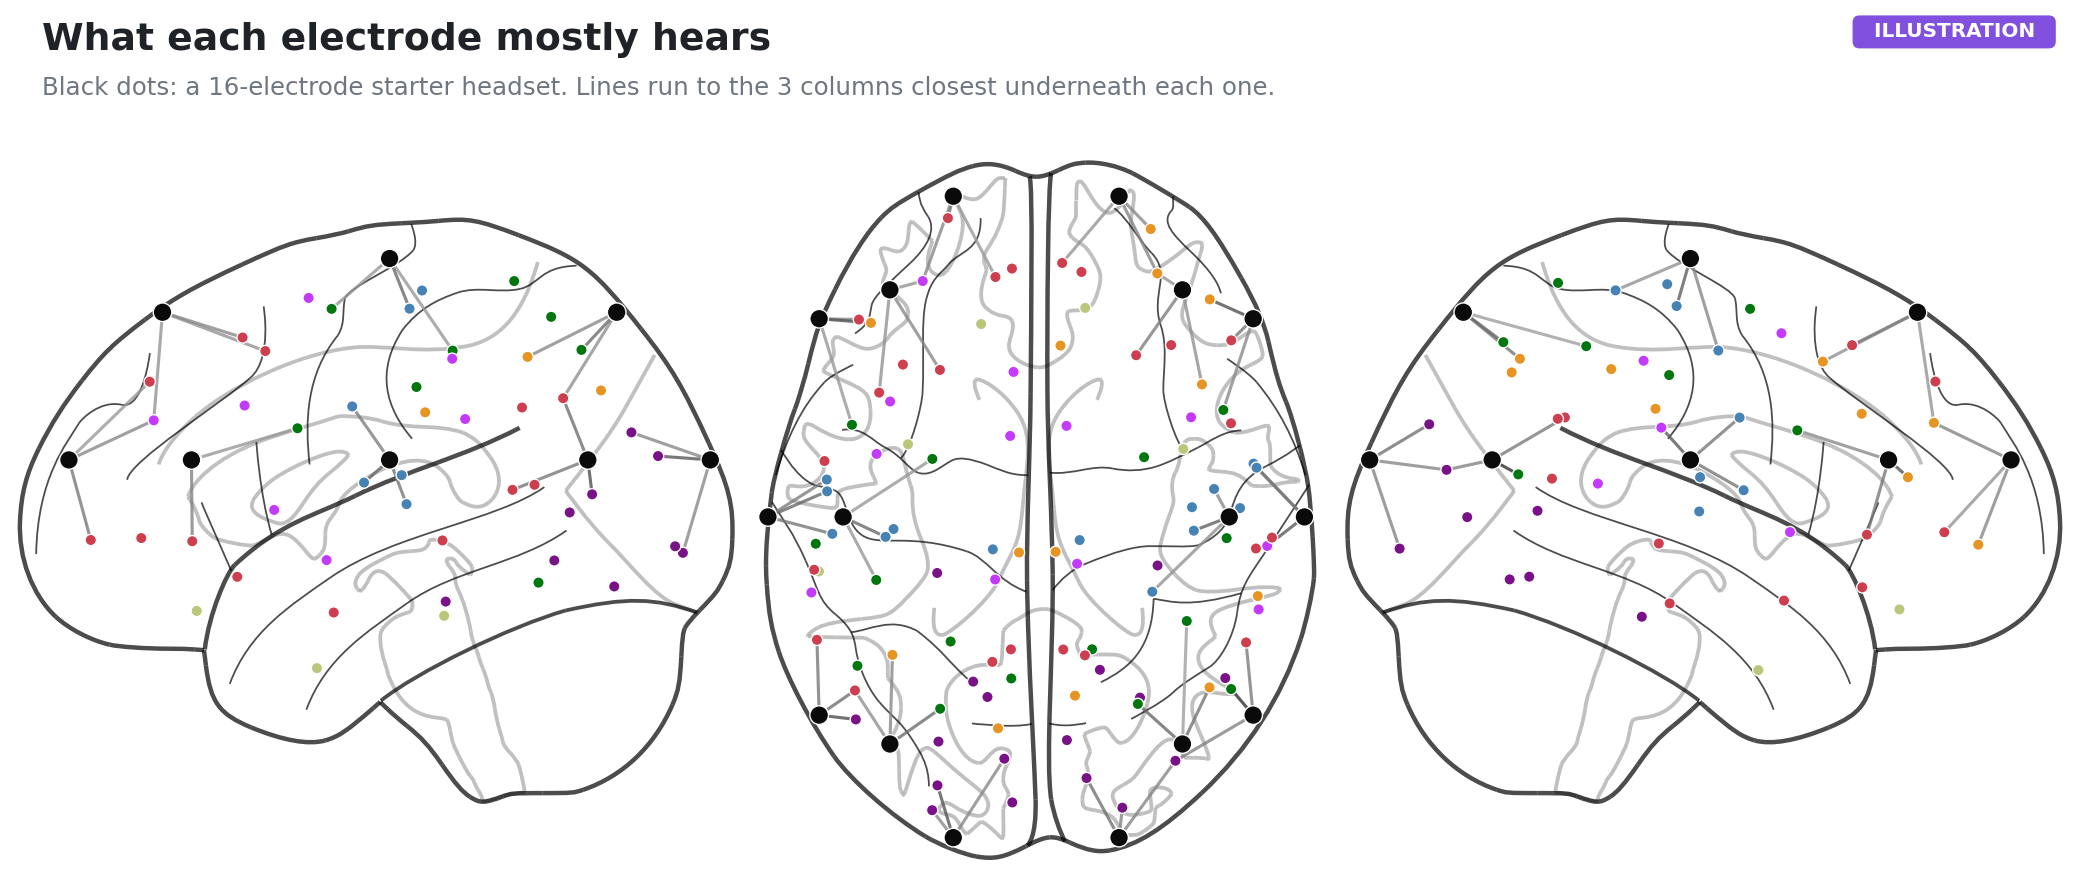 What each electrode mostly hears
ILLUSTRATION
Black dots: a 16-electrode starter headset. Lines run to the 3 columns closest underneath each one.